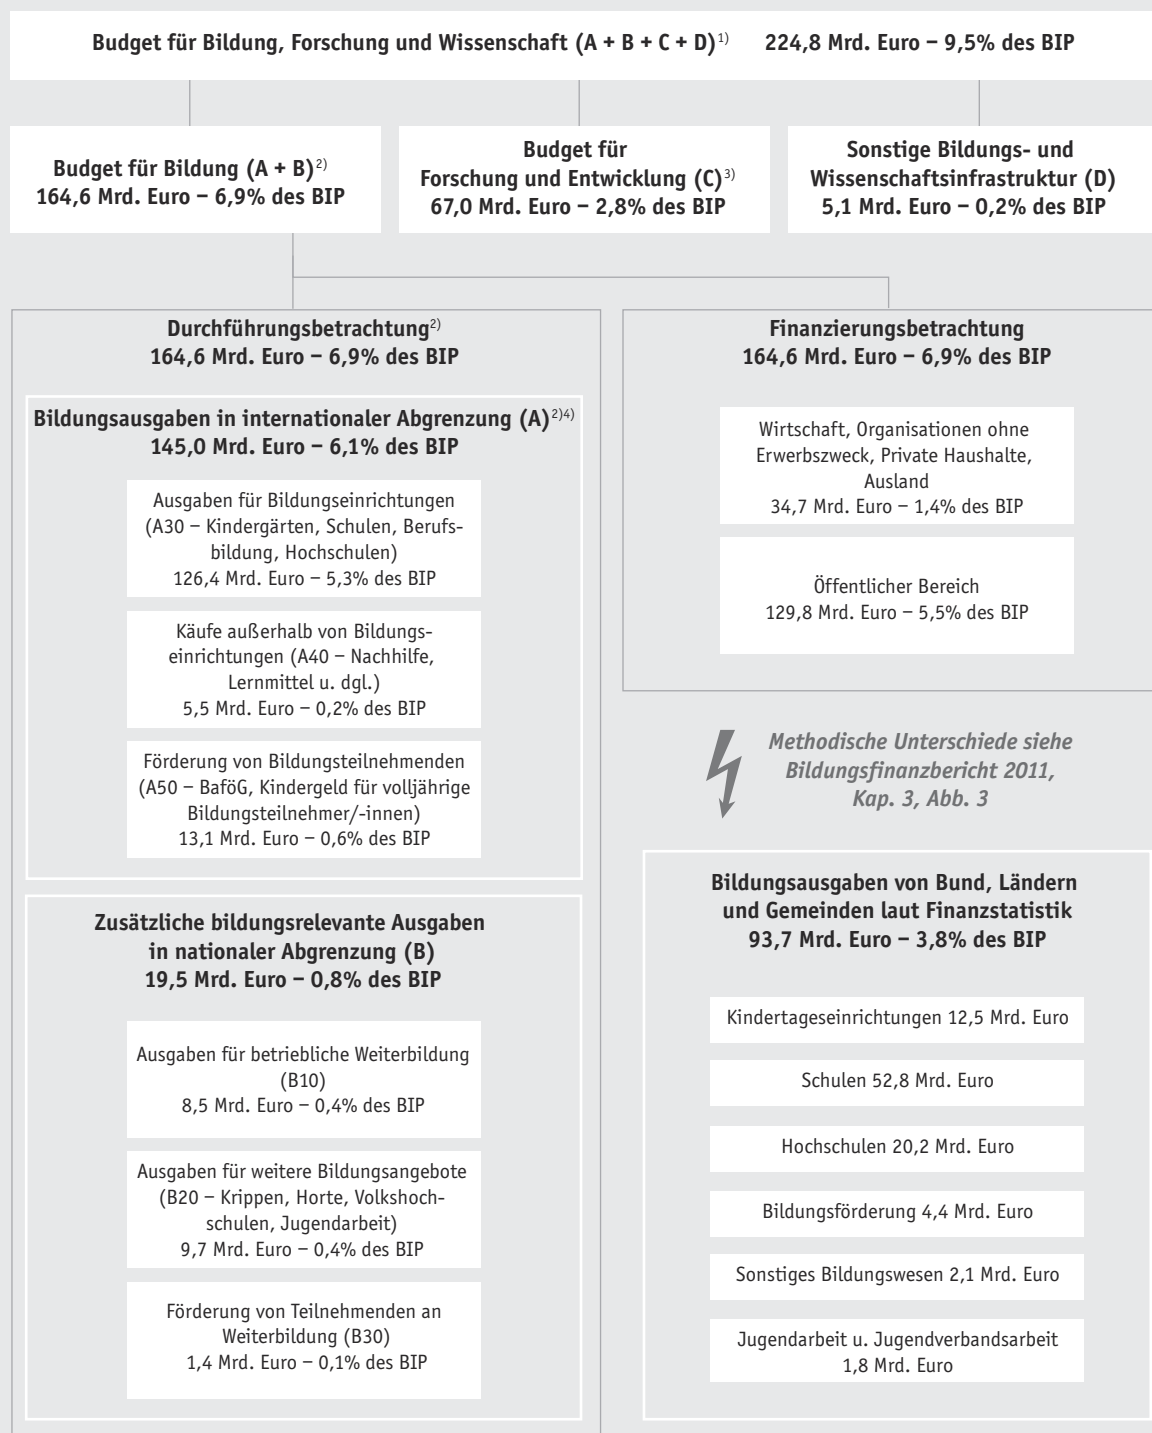 Budget für Bildung, Forschung und Wissenschaft (A + B + C + D)1) 224,8 Mrd. Euro – 9,5% des BIP
Budget für Bildung (A + B)2)
164,6 Mrd. Euro – 6,9% des BIP
Budget für
Forschung und Entwicklung (C)3)
67,0 Mrd. Euro – 2,8% des BIP
Sonstige Bildungs- und
Wissenschaftsinfrastruktur (D)
5,1 Mrd. Euro – 0,2% des BIP
Durchführungsbetrachtung2)
164,6 Mrd. Euro – 6,9% des BIP
Bildungsausgaben in internationaler Abgrenzung (A)2)4)
145,0 Mrd. Euro – 6,1% des BIP
Ausgaben für Bildungseinrichtungen
(A30 – Kindergärten, Schulen, Berufs-
bildung, Hochschulen)
126,4 Mrd. Euro – 5,3% des BIP
Käufe außerhalb von Bildungs-
einrichtungen (A40 – Nachhilfe,
Lernmittel u. dgl.)
5,5 Mrd. Euro – 0,2% des BIP
Förderung von Bildungsteilnehmenden
(A50 – BaföG, Kindergeld für volljährige
Bildungsteilnehmer/-innen)
13,1 Mrd. Euro – 0,6% des BIP
Zusätzliche bildungsrelevante Ausgaben
in nationaler Abgrenzung (B)
19,5 Mrd. Euro – 0,8% des BIP
Ausgaben für betriebliche Weiterbildung
(B10)
8,5 Mrd. Euro – 0,4% des BIP
Ausgaben für weitere Bildungsangebote
(B20 – Krippen, Horte, Volkshoch-
schulen, Jugendarbeit)
9,7 Mrd. Euro – 0,4% des BIP
Förderung von Teilnehmenden an
Weiterbildung (B30)
1,4 Mrd. Euro – 0,1% des BIP
Finanzierungsbetrachtung
164,6 Mrd. Euro – 6,9% des BIP
Wirtschaft, Organisationen ohne
Erwerbszweck, Private Haushalte,
Ausland
34,7 Mrd. Euro – 1,4% des BIP
Öffentlicher Bereich
129,8 Mrd. Euro – 5,5% des BIP
Methodische Unterschiede siehe
Bildungsfinanzbericht 2011,
Kap. 3, Abb. 3
Bildungsausgaben von Bund, Ländern
und Gemeinden laut Finanzstatistik
93,7 Mrd. Euro – 3,8% des BIP
Kindertageseinrichtungen 12,5 Mrd. Euro
Schulen 52,8 Mrd. Euro
Hochschulen 20,2 Mrd. Euro
Bildungsförderung 4,4 Mrd. Euro
Sonstiges Bildungswesen 2,1 Mrd. Euro
Jugendarbeit u. Jugendverbandsarbeit
1,8 Mrd. Euro